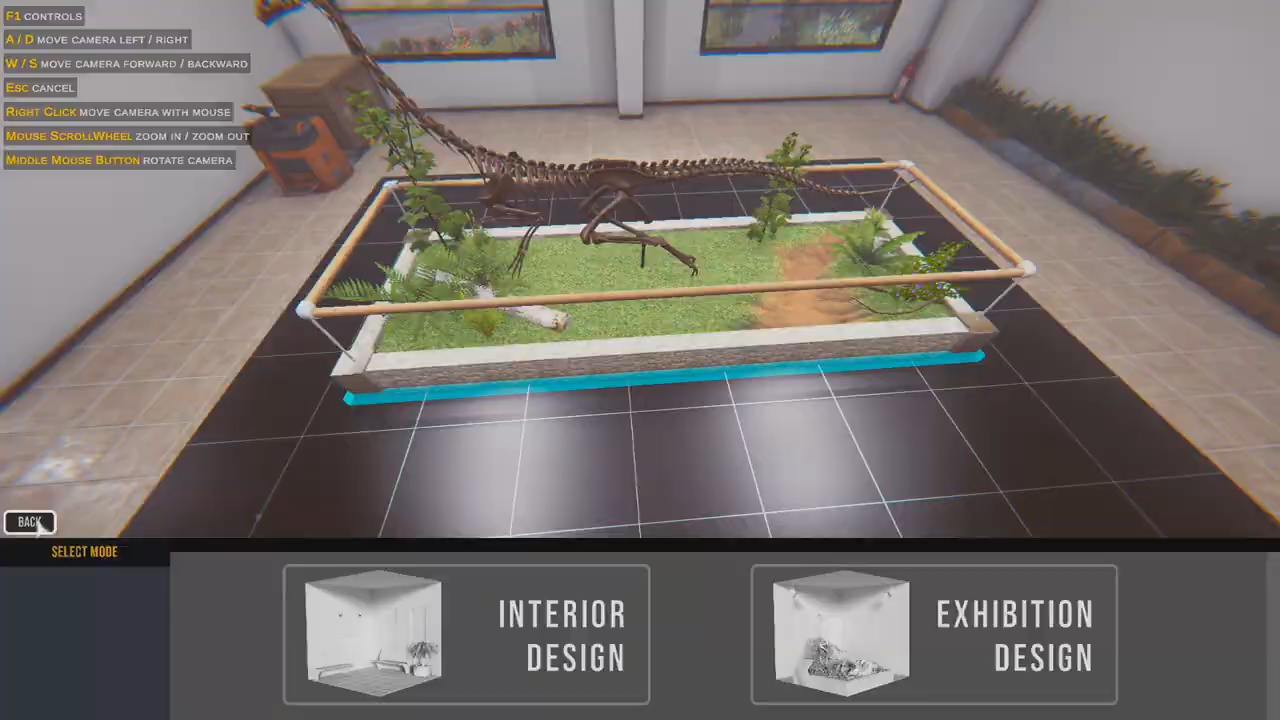 F1 CONTROLS
A / D MOVE CAMERA LEFT / RIGHT
W / S MOVE CAMERA FORWARD / BACKWARD
ESC CANCEL
RIGHT CLICK MOVE CAMERA WITH MOUSE
MOUSE SCROLLWHEEL ZOOM IN / ZOOM OUT
MIDDLE MOUSE BUTTON ROTATE CAMERA
BACK
SELECT MODE
INTERIOR
DESIGN
EXHIBITION
DESIGN